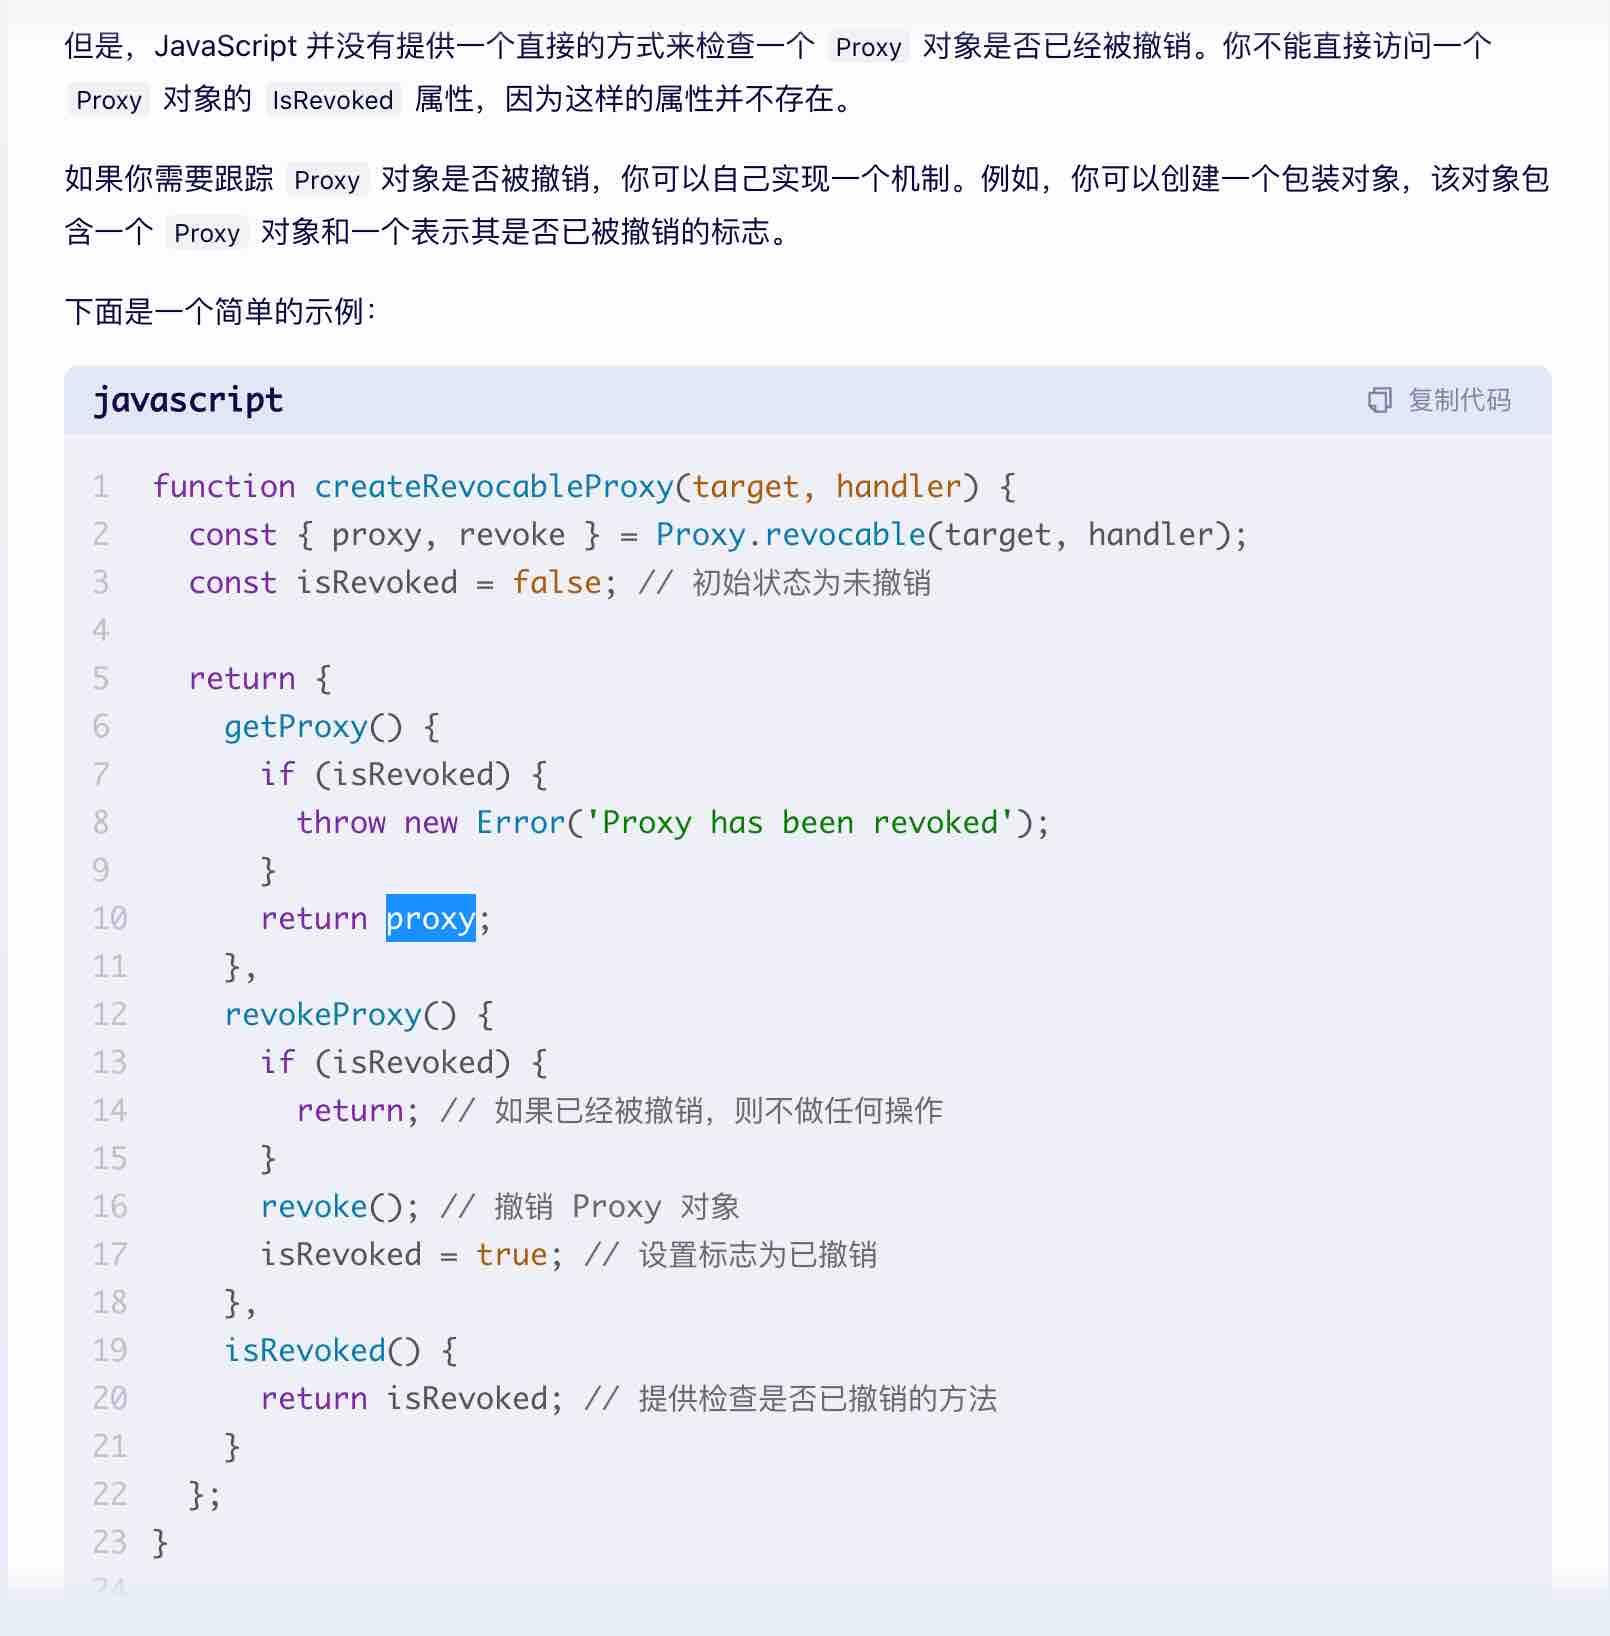 但是，JavaScript 并没有提供一个直接的方式来检查一个 Proxy 对象是否已经被撤销。你不能直接访问一个
Proxy 对象的 IsRevoked 属性，因为这样的属性并不存在。
如果你需要跟踪 Proxy 对象是否被撤销，你可以自己实现一个机制。例如，你可以创建一个包装对象，该对象包
含一个 Proxy 对象和一个表示其是否已被撤销的标志。
下面是一个简单的示例：
javascript 复制代码
1 function createRevocableProxy(target, handler) {
2   const { proxy, revoke } = Proxy.revocable(target, handler);
3   const isRevoked = false; // 初始状态为未撤销
4
5   return {
6     getProxy() {
7       if (isRevoked) {
8         throw new Error('Proxy has been revoked');
9       }
10       return proxy;
11     },
12     revokeProxy() {
13       if (isRevoked) {
14         return; // 如果已经被撤销，则不做任何操作
15       }
16       revoke(); // 撤销 Proxy 对象
17       isRevoked = true; // 设置标志为已撤销
18     },
19     isRevoked() {
20       return isRevoked; // 提供检查是否已撤销的方法
21     }
22   };
23 }
24